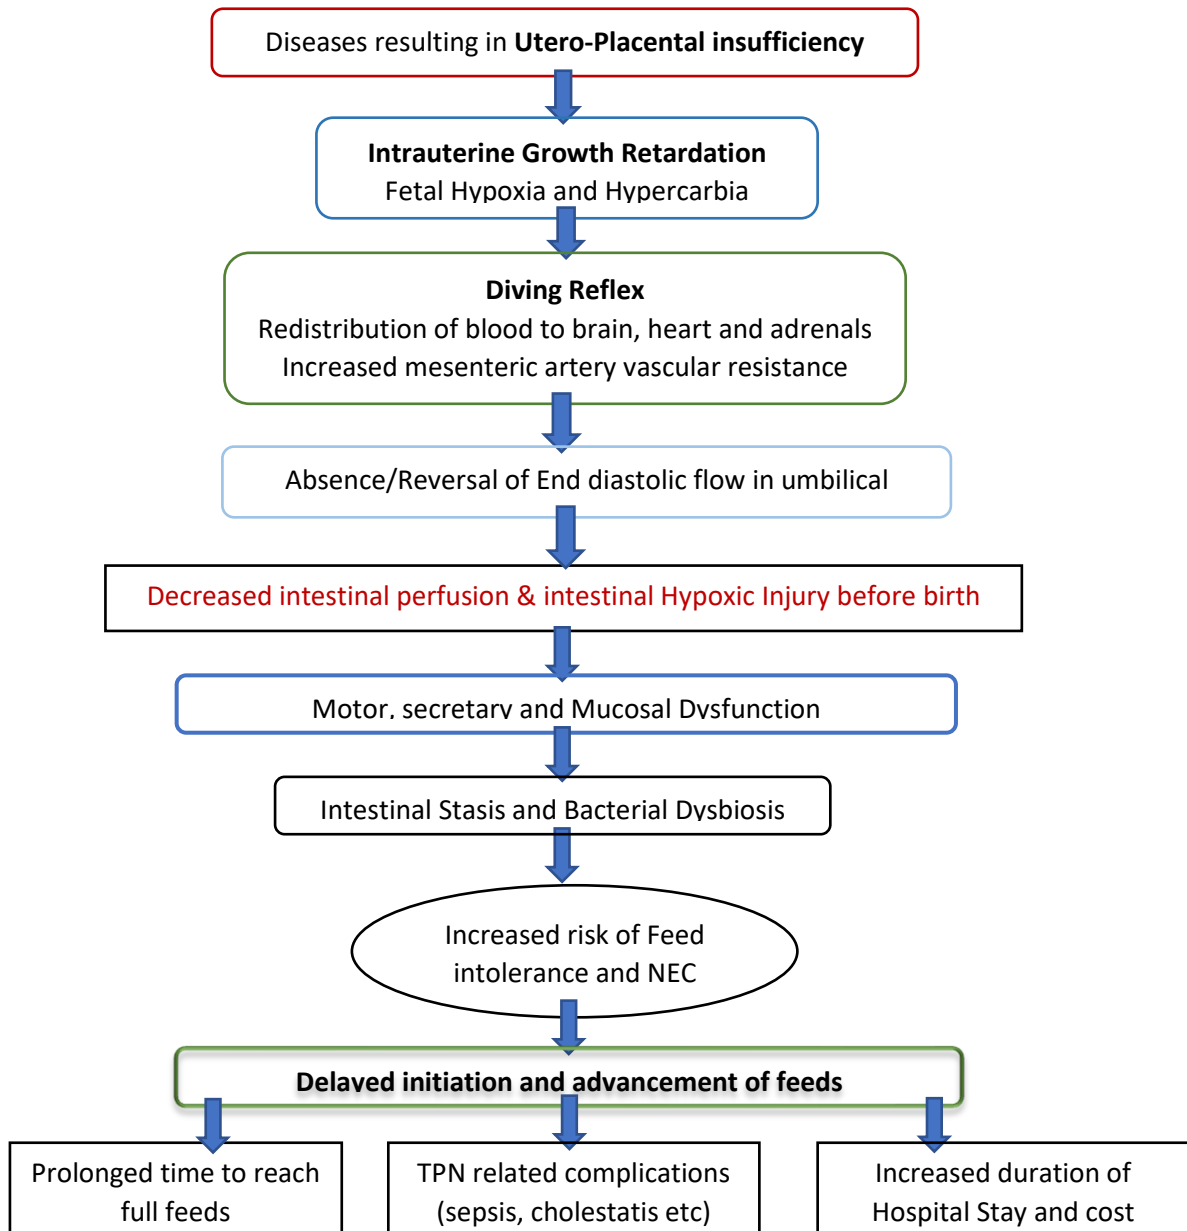 Diseases resulting in Utero-Placental insufficiency
Intrauterine Growth Retardation
Fetal Hypoxia and Hypercarbia
Diving Reflex
Redistribution of blood to brain, heart and adrenals
Increased mesenteric artery vascular resistance
Absence/Reversal of End diastolic flow in umbilical
Decreased intestinal perfusion & intestinal Hypoxic Injury before birth
Motor, secretary and Mucosal Dysfunction
Intestinal Stasis and Bacterial Dysbiosis
Increased risk of Feed
intolerance and NEC
Delayed initiation and advancement of feeds
Prolonged time to reach
full feeds
TPN related complications
(sepsis, cholestatis etc)
Increased duration of
Hospital Stay and cost